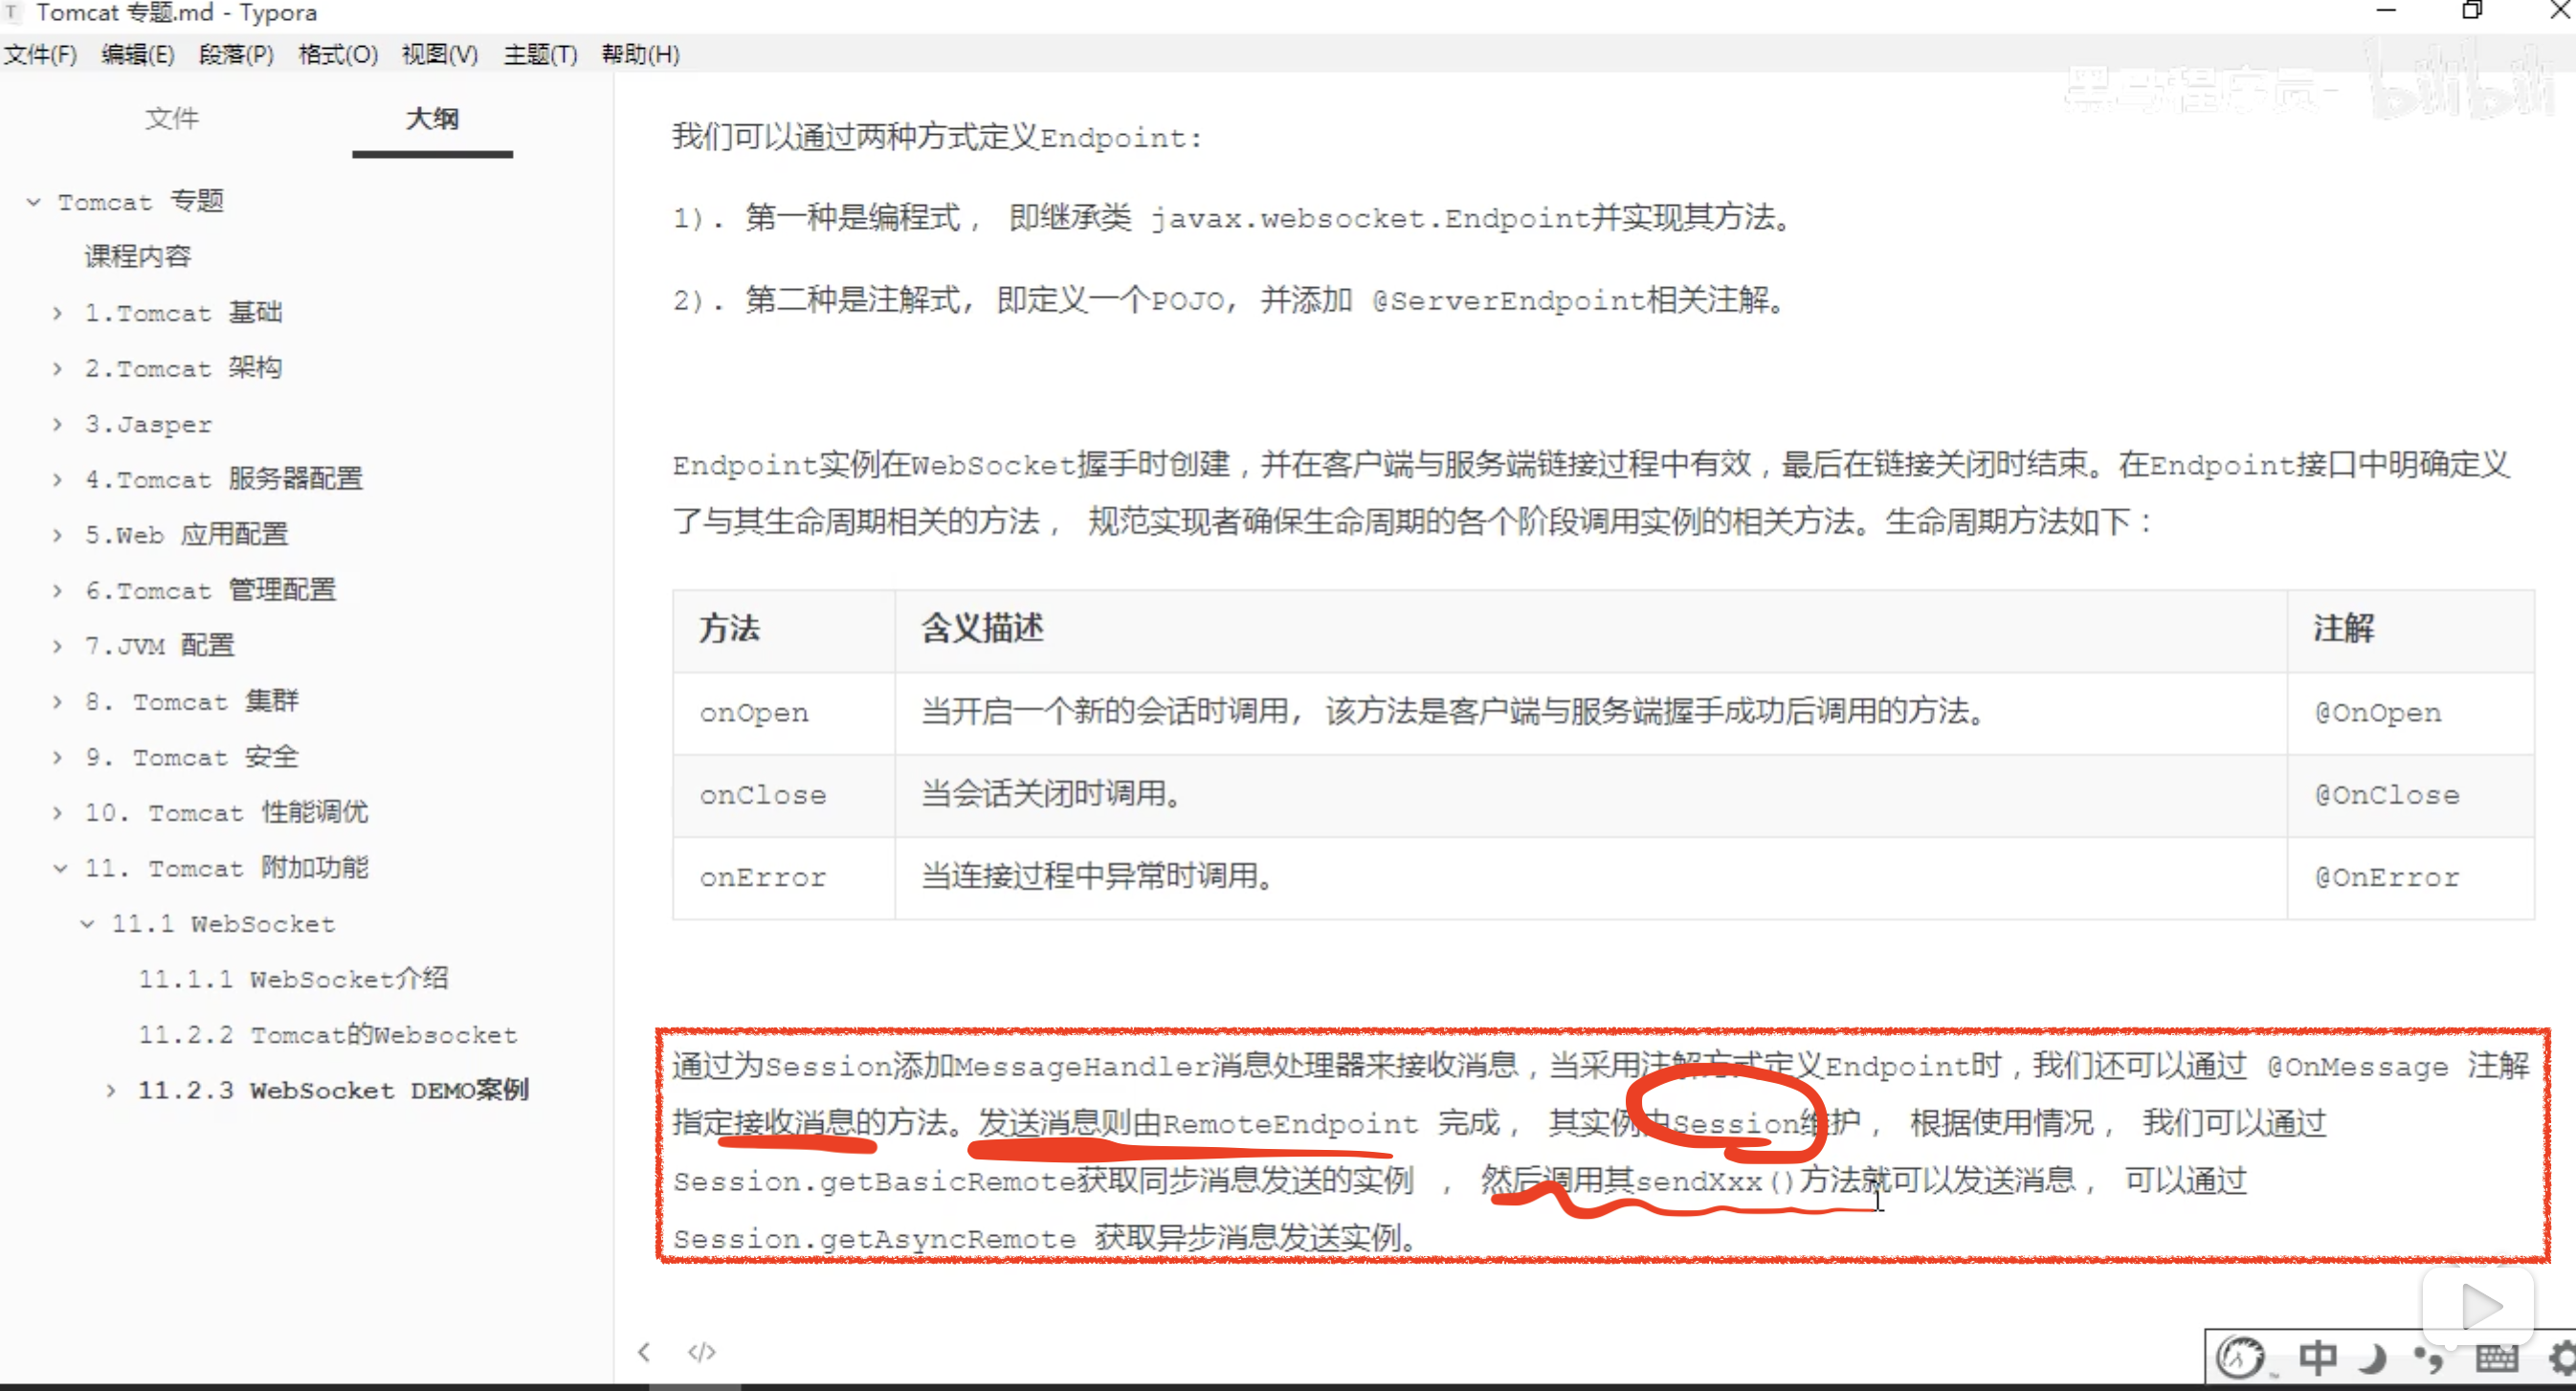 Tomcat 专题.md - Typora
文件(F) 编辑(E) 段落(P) 格式(O) 视图(V) 主题(T) 帮助(H)
文件 大纲
Tomcat 专题
课程内容
1.Tomcat 基础
2.Tomcat 架构
3.Jasper
4.Tomcat 服务器配置
5.Web 应用配置
6.Tomcat 管理配置
7.JVM 配置
8. Tomcat 集群
9. Tomcat 安全
10. Tomcat 性能调优
11. Tomcat 附加功能
11.1 WebSocket
11.1.1 WebSocket介绍
11.2.2 Tomcat的Websocket
11.2.3 WebSocket DEMO案例
黑马程序员- bilibili
我们可以通过两种方式定义Endpoint:
1). 第一种是编程式， 即继承类 javax.websocket.Endpoint并实现其方法。
2). 第二种是注解式, 即定义一个POJO, 并添加 @ServerEndpoint相关注解。
Endpoint实例在WebSocket握手时创建，并在客户端与服务端链接过程中有效，最后在链接关闭时结束。在Endpoint接口中明确定义
了与其生命周期相关的方法， 规范实现者确保生命周期的各个阶段调用实例的相关方法。生命周期方法如下：
方法 含义描述 注解
onOpen 当开启一个新的会话时调用, 该方法是客户端与服务端握手成功后调用的方法。 @OnOpen
onClose 当会话关闭时调用。 @OnClose
onError 当连接过程中异常时调用。 @OnError
通过为Session添加MessageHandler消息处理器来接收消息，当采用注解方式定义Endpoint时，我们还可以通过 @OnMessage 注解
指定接收消息的方法。发送消息则由RemoteEndpoint 完成， 其实例由Session维护， 根据使用情况， 我们可以通过
Session.getBasicRemote获取同步消息发送的实例 ， 然后调用其sendXxx()方法就可以发送消息， 可以通过
Session.getAsyncRemote 获取异步消息发送实例。
中